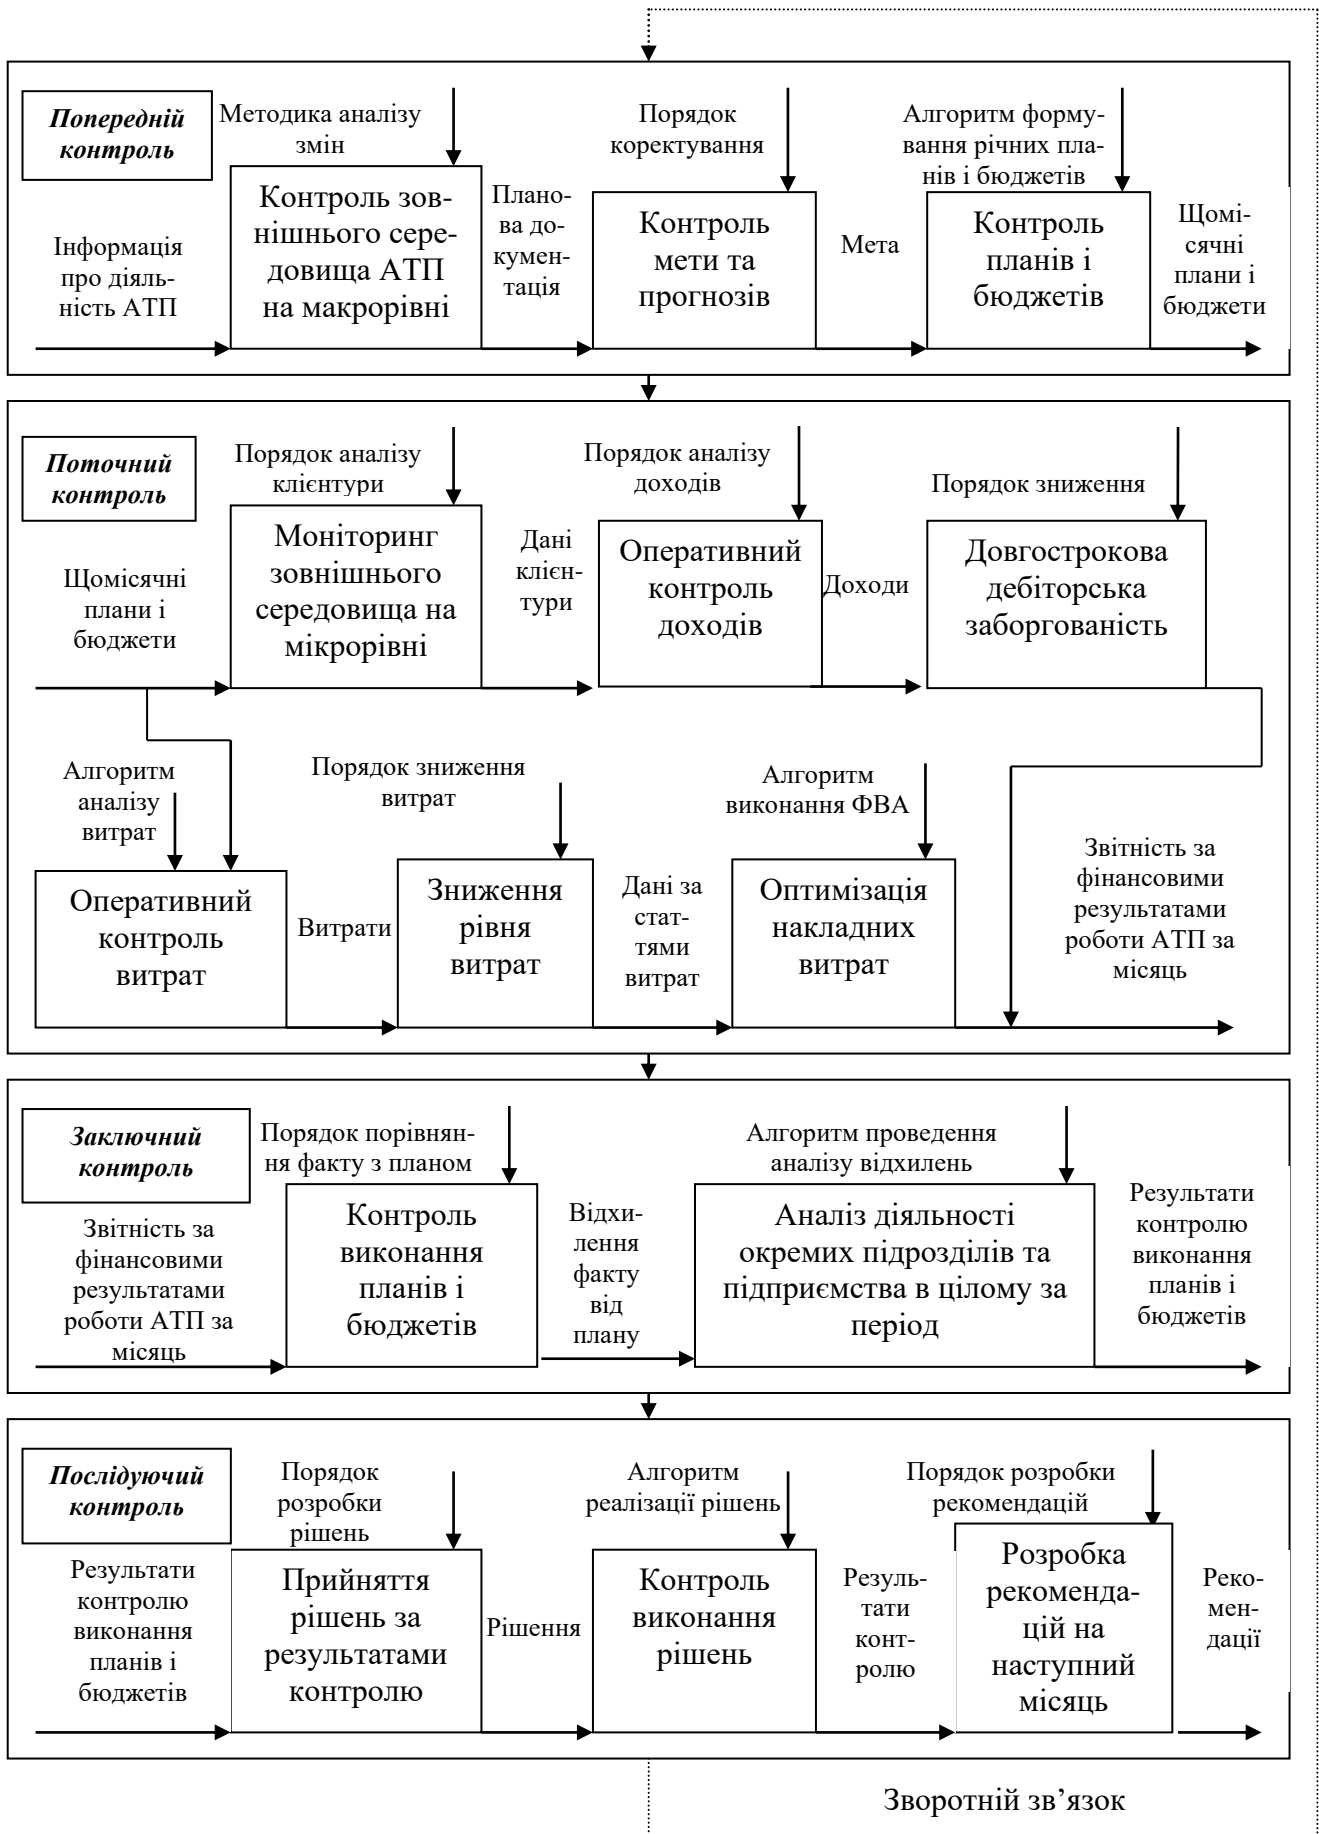 Попередній
контроль
Методика аналізу
змін
Порядок
коректування
Алгоритм форму-
вання річних пла-
нів і бюджетів
Інформація
про діяль-
ність АТП
Контроль зов-
нішнього сере-
довища АТП
на макрорівні
Плано-
ва до-
кумен-
тація
Контроль
мети та
прогнозів
Мета
Контроль
планів і
бюджетів
Щомі-
сячні
плани і
бюджети
Поточний
контроль
Порядок аналізу
клієнтури
Порядок аналізу
доходів
Порядок зниження
Щомісячні
плани і
бюджети
Моніторинг
зовнішнього
середовища на
мікрорівні
Дані
клієн-
тури
Оперативний
контроль
доходів
Доходи
Довгострокова
дебіторська
заборгованість
Алгоритм
аналізу
витрат
Порядок зниження
витрат
Алгоритм
виконання ФВА
Оперативний
контроль
витрат
Витрати
Зниження
рівня
витрат
Дані за
стат-
тями
витрат
Оптимізація
накладних
витрат
Звітність за
фінансовими
результатами
роботи АТП за
місяць
Заключний
контроль
Порядок порівнян-
ня факту з планом
Алгоритм проведення
аналізу відхилень
Звітність за
фінансовими
результатами
роботи АТП за
місяць
Контроль
виконання
планів і
бюджетів
Відхи-
лення
факту
від
плану
Аналіз діяльності
окремих підрозділів та
підприємства в цілому за
період
Результати
контролю
виконання
планів і
бюджетів
Послідуючий
контроль
Порядок
розробки
рішень
Алгоритм
реалізації рішень
Порядок розробки
рекомендацій
Результати
контролю
виконання
планів і
бюджетів
Прийняття
рішень за
результатами
контролю
Рішення
Контроль
виконання
рішень
Резуль-
тати
конт-
ролю
Розробка
рекоменда-
цій на
наступний
місяць
Реко-
мен-
дації
Зворотній зв’язок